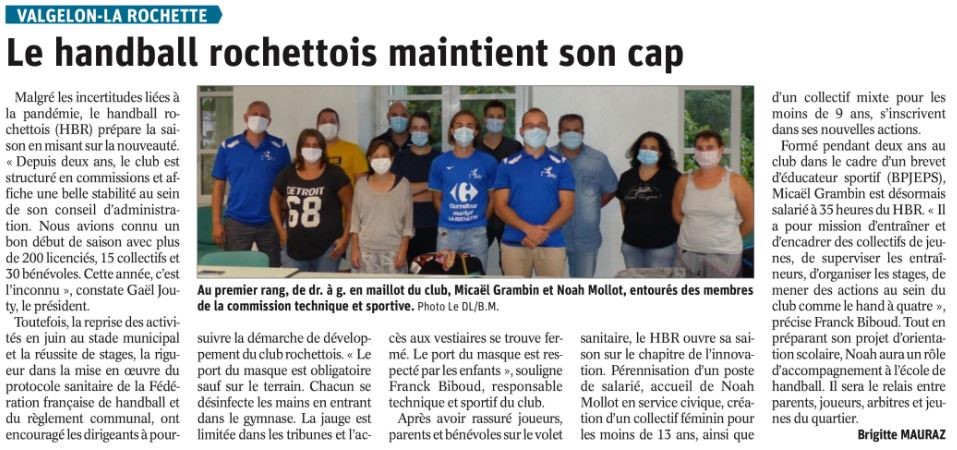 VALGELON-LA ROCHETTE
Le handball rochettois maintient son cap
Malgré les incertitudes liées à
la pandémie, le handball ro-
chettois (HBR) prépare la sai-
son en misant sur la nouveauté.
« Depuis deux ans, le club est
structuré en commissions et af-
fiche une belle stabilité au sein
de son conseil d'administra-
tion. Nous avions connu un
bon début de saison avec plus
de 200 licenciés, 15 collectifs et
30 bénévoles. Cette année, c'est
l'inconnu », constate Gaël Jou-
ty, le président.
Toutefois, la reprise des activi-
tés en juin au stade municipal
et la réussite de stages, la rigu-
eur dans la mise en œuvre du
protocole sanitaire de la Fédé-
ration française de handball et
du règlement communal, ont
encouragé les dirigeants à pour-
DETROIT
68
Carrefour
market
LA ROCHETTE
Au premier rang, de dr. à g. en maillot du club, Micaël Grambin et Noah Mollot, entourés des membres
de la commission technique et sportive. Photo Le DL/B.M.
suivre la démarche de dévelop-
pement du club rochettois. « Le
port du masque est obligatoire
sauf sur le terrain. Chacun se
désinfecte les mains en entrant
dans le gymnase. La jauge est
limitée dans les tribunes et l'ac-
cès aux vestiaires se trouve fer-
mé. Le port du masque est res-
pecté par les enfants », souligne
Franck Biboud, responsable
technique et sportif du club.
Après avoir rassuré joueurs,
parents et bénévoles sur le volet
sanitaire, le HBR ouvre sa sai-
son sur le chapitre de l'innova-
tion. Pérennisation d'un poste
de salarié, accueil de Noah
Mollot en service civique, créa-
tion d'un collectif féminin pour
les moins de 13 ans, ainsi que
d'un collectif mixte pour les
moins de 9 ans, s'inscrivent
dans ses nouvelles actions.
Formé pendant deux ans au
club dans le cadre d'un brevet
d'éducateur sportif (BPJEPS),
Micaël Grambin est désormais
salarié à 35 heures du HBR. « Il
a pour mission d'entraîner et
d'encadrer des collectifs de jeu-
nes, de superviser les entraî-
neurs, d'organiser les stages, de
mener des actions au sein du
club comme le hand à quatre »,
précise Franck Biboud. Tout en
préparant son projet d'orienta-
tion scolaire, Noah aura un rôle
d'accompagnement à l'école de
handball. Il sera le relais entre
parents, joueurs, arbitres et jeu-
nes du quartier.
Brigitte MAURAZ